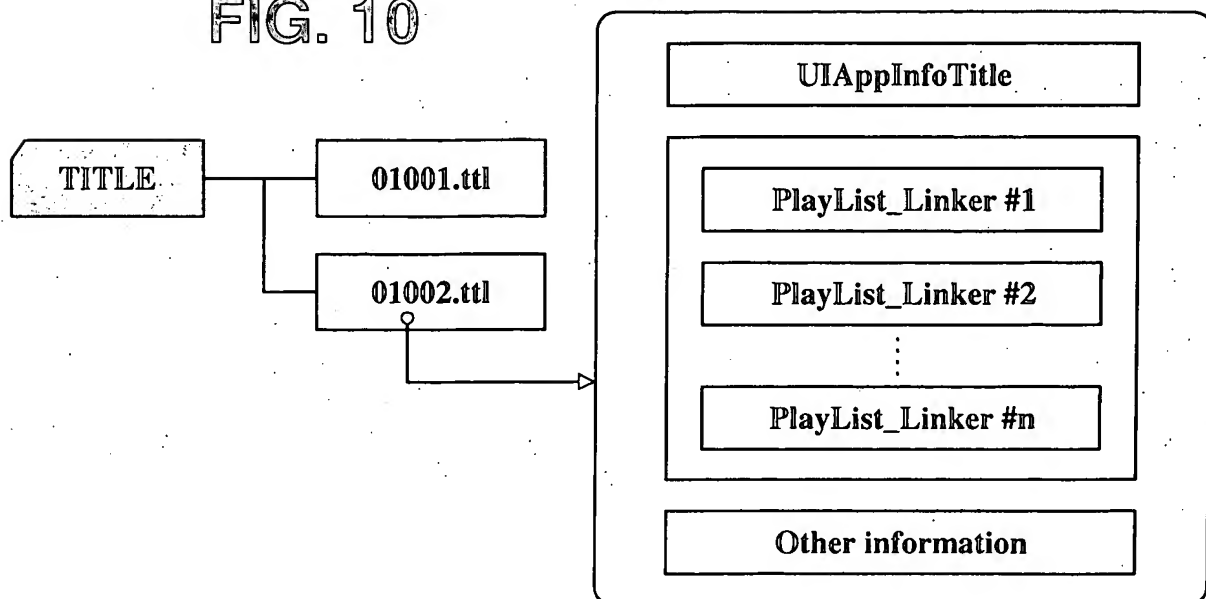 FIG. 10
TITLE
01001.ttl
01002.ttl
UIAppInfoTitle
PlayList_Linker #1
PlayList_Linker #2
PlayList_Linker #n
Other information